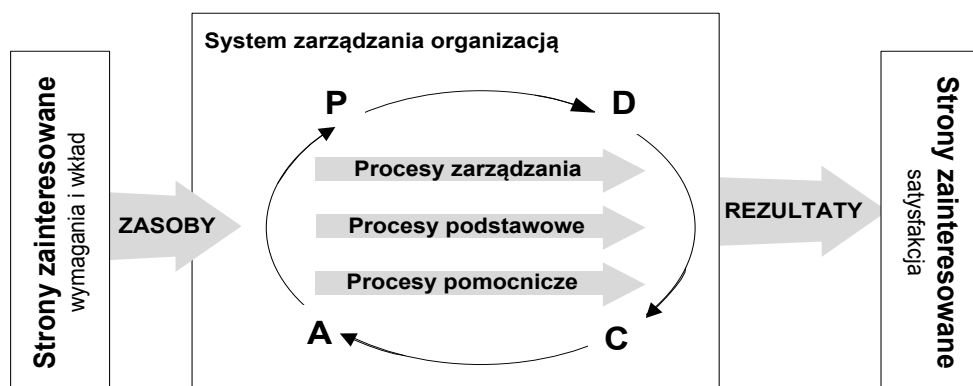 System zarządzania organizacją
Strony zainteresowane
wymagania i wkład
ZASOBY
P
D
Procesy zarządzania
Procesy podstawowe
Procesy pomocnicze
A
C
REZULTATY
Strony zainteresowane
satysfakcja